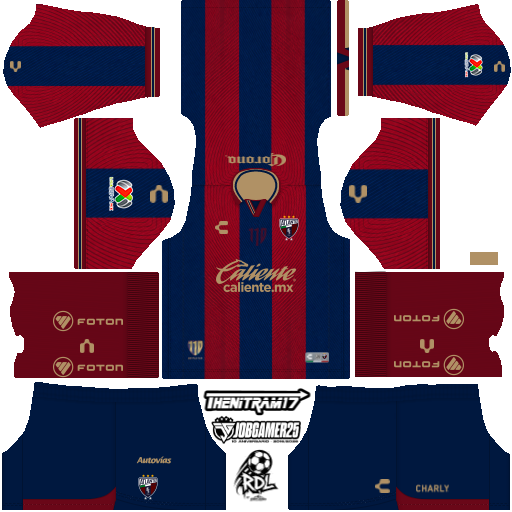 Corona
Caliente
caliente.mx
FOTON
FOTON
FOTON
FOTON
THENITRAM17
JOBGAMER25
Autovías
RDL
CHARLY